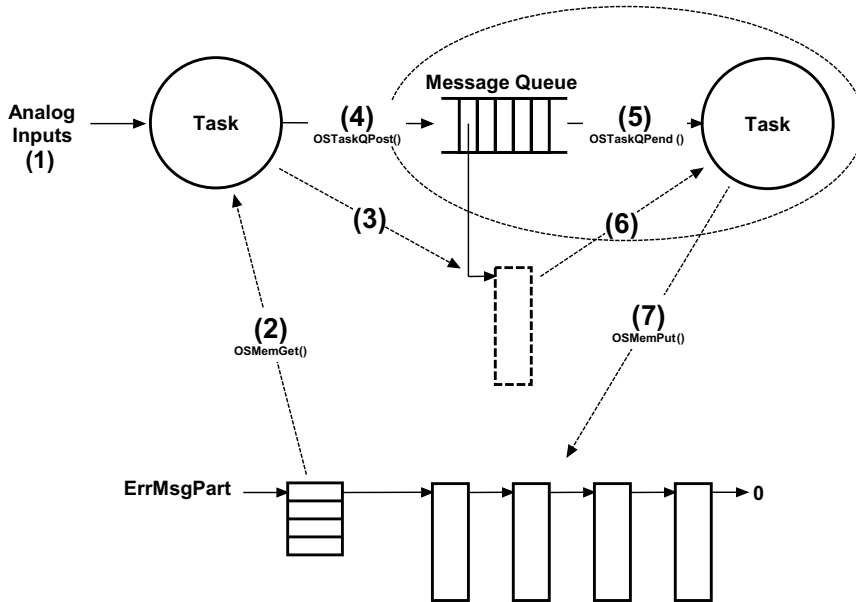 Analog
Inputs
(1)
Task
(4)
OSTaskQPost()
Message Queue
(5)
OSTaskQPend ()
Task
(3)
(6)
(2)
OSMemGet()
(7)
OSMemPut()
ErrMsgPart
0